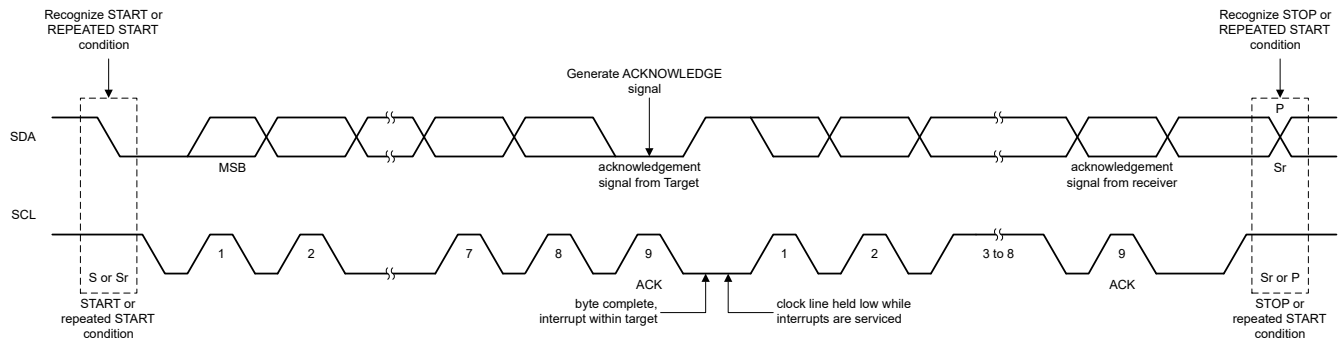 Recognize START or
REPEATED START
condition
Recognize STOP or
REPEATED START
condition
Generate ACKNOWLEDGE
signal
P
SDA
MSB
acknowledgement
signal from Target
acknowledgement
signal from receiver
Sr
SCL
1
2
7
8
9
1
2
3 to 8
9
S or Sr
ACK
ACK
Sr or P
START or
repeated START
condition
byte complete,
interrupt within target
clock line held low while
interrupts are serviced
STOP or
repeated START
condition